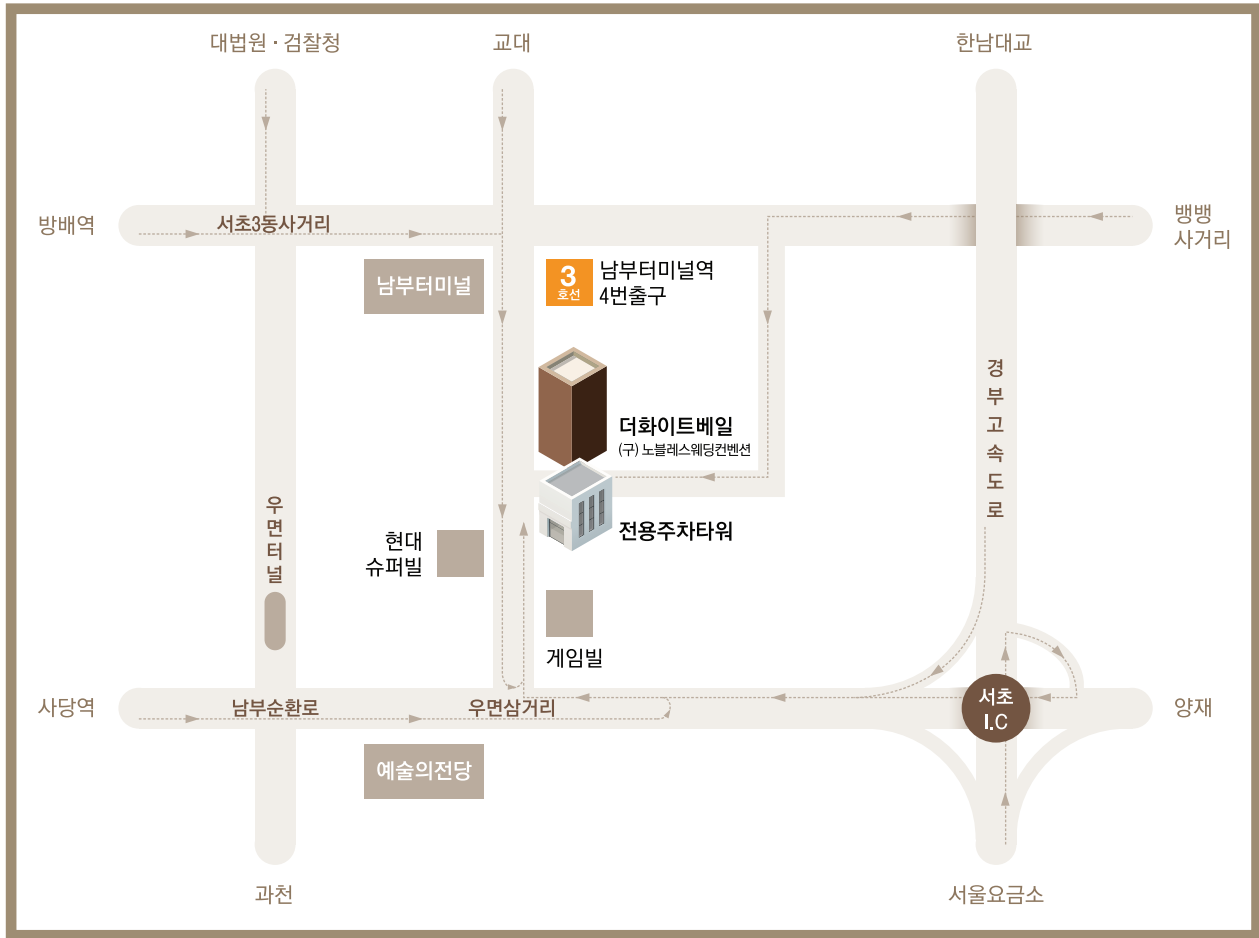 대법원 · 검찰청
교대
한남대교
방배역
서초3동사거리
뱅뱅
사거리
남부터미널
3
호선
남부터미널역
4번출구
경부고속도로
더화이트베일
(구) 노블레스웨딩컨벤션
우면터널
전용주차타워
현대
슈퍼빌
게임빌
사당역
남부순환로
우면삼거리
서초
I.C
양재
예술의전당
과천
서울요금소